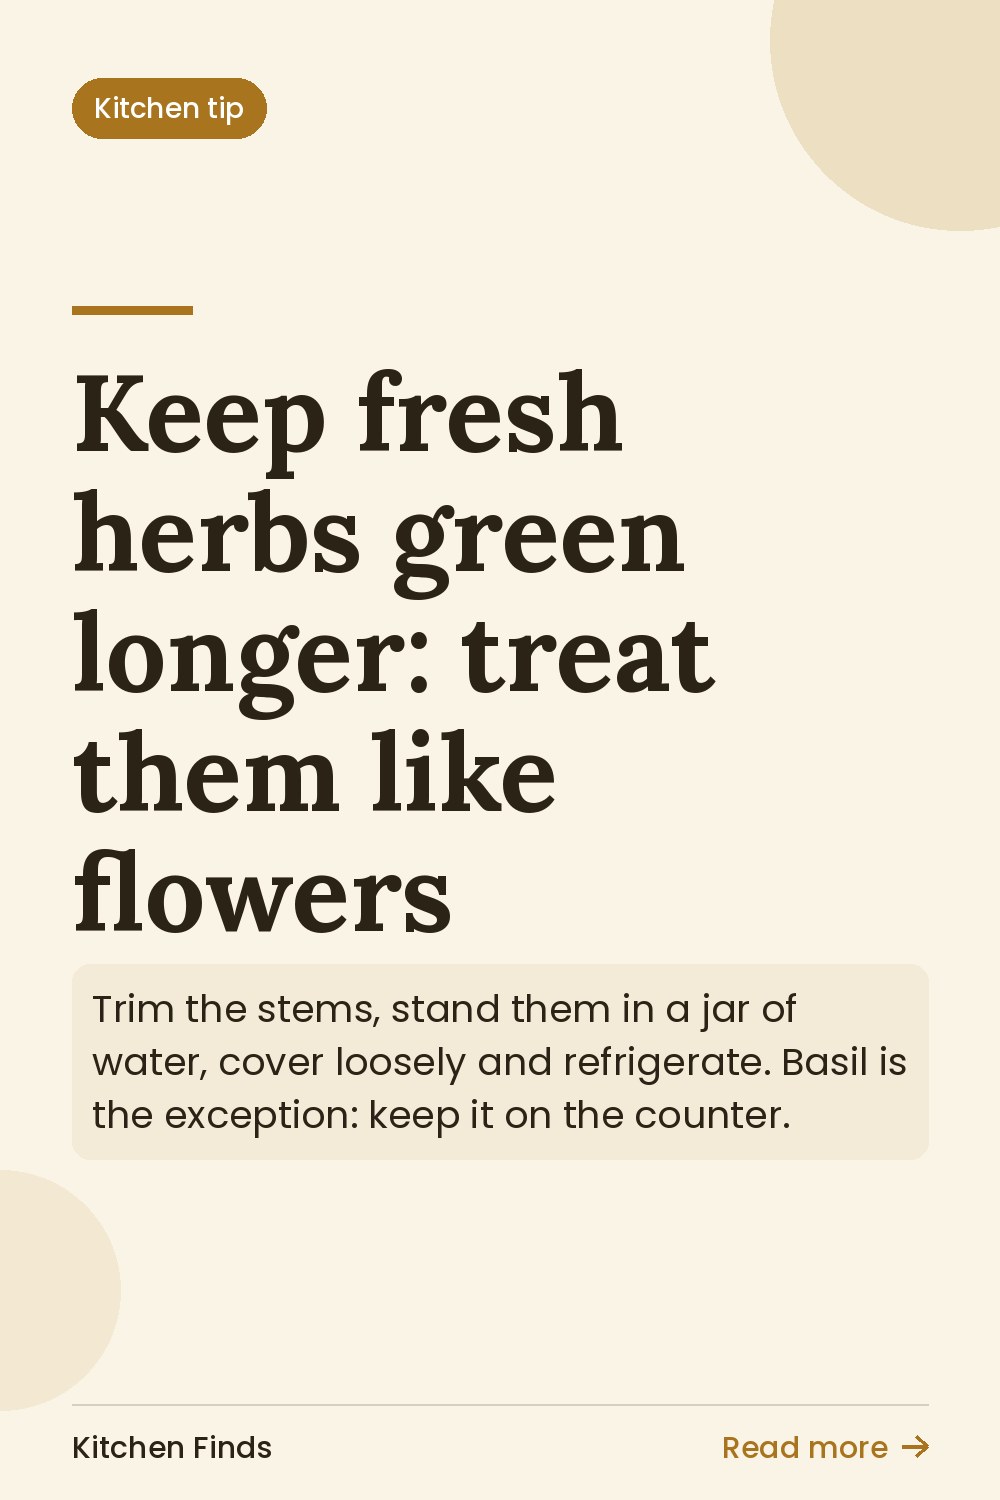 Kitchen tip
Keep fresh
herbs green
longer: treat
them like
flowers
Trim the stems, stand them in a jar of
water, cover loosely and refrigerate. Basil is
the exception: keep it on the counter.
Kitchen Finds
Read more →